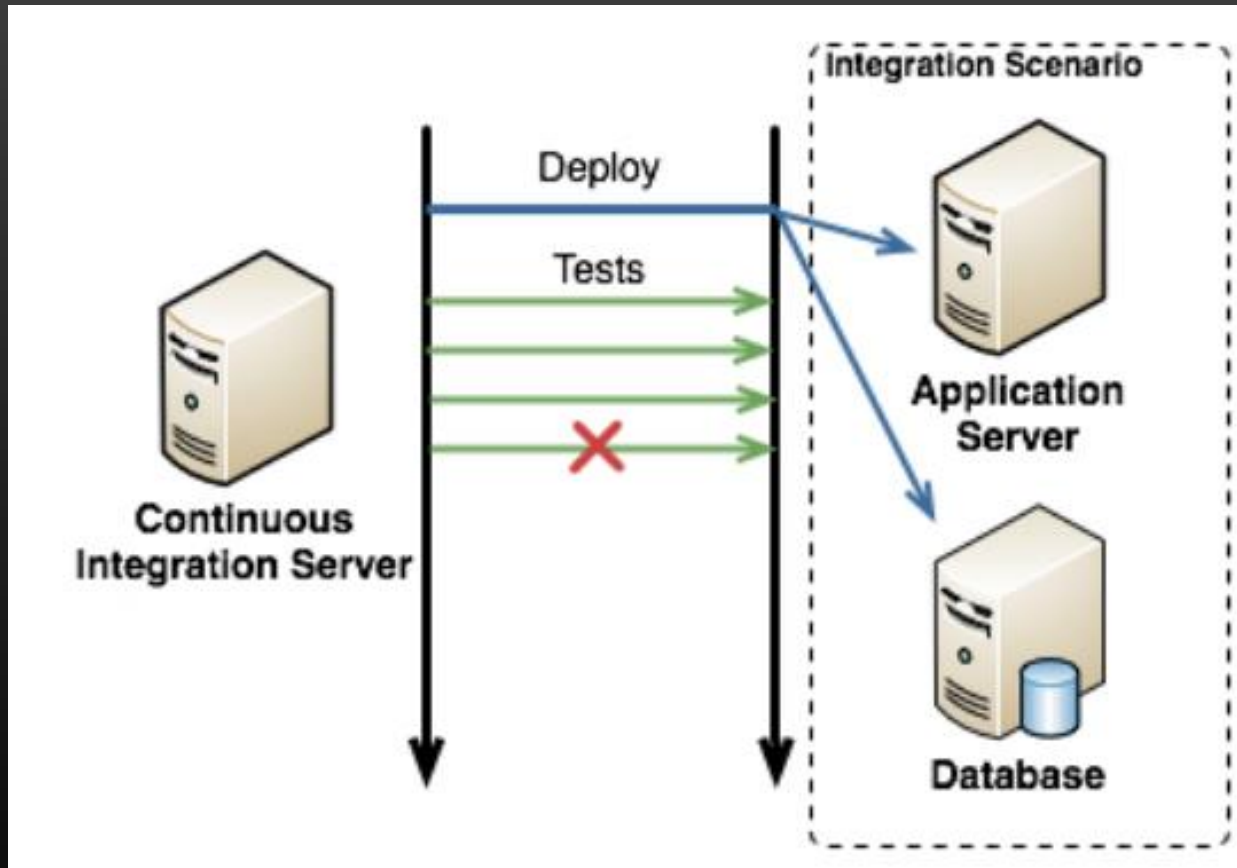 Integration Scenario
Deploy
Tests
Continuous
Integration Server
Application
Server
Database